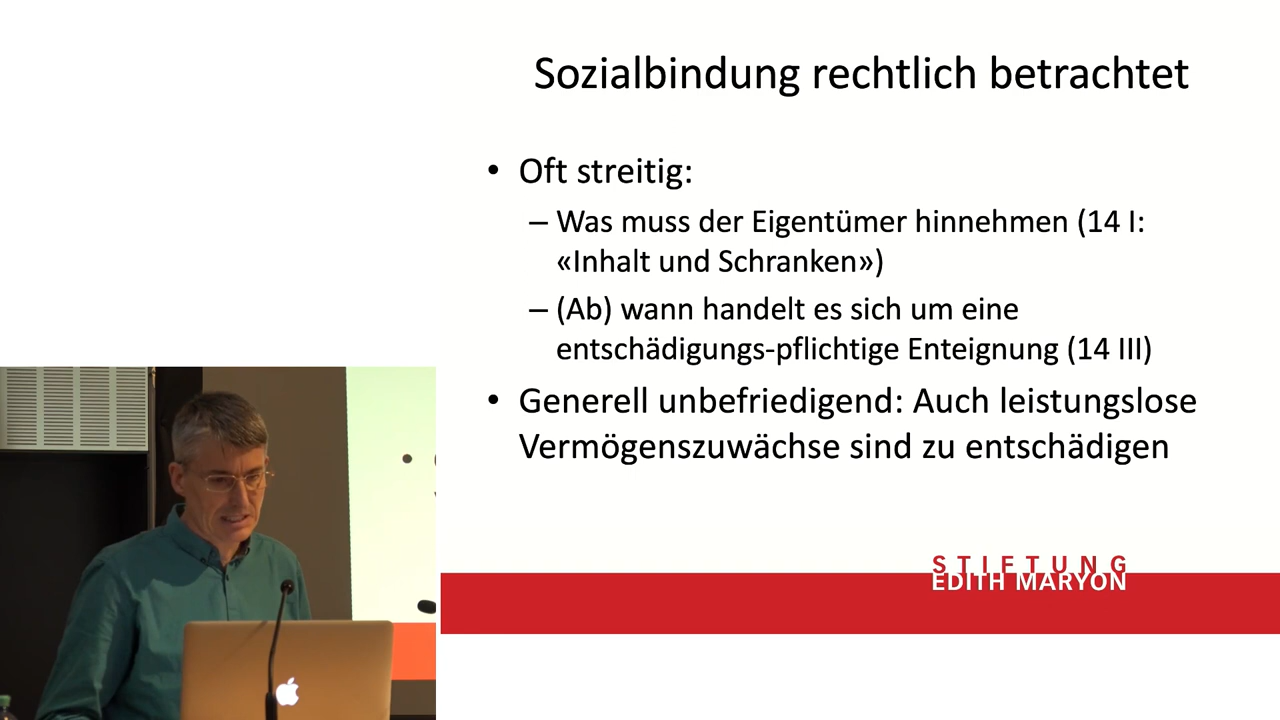 Sozialbindung rechtlich betrachtet
• Oft streitig:
– Was muss der Eigentümer hinnehmen (14 I:
«Inhalt und Schranken»)
– (Ab) wann handelt es sich um eine
entschädigungs-pflichtige Enteignung (14 III)
• Generell unbefriedigend: Auch leistungslose
Vermögenszuwächse sind zu entschädigen
STIFTUNG
EDITH MARYON